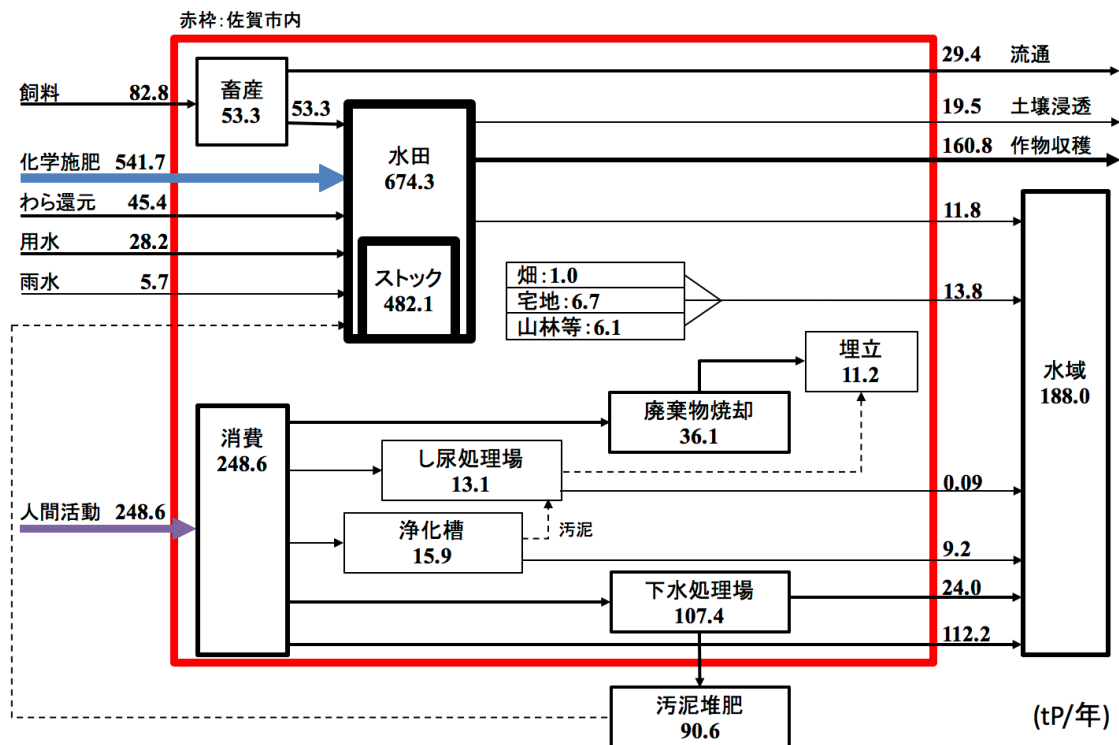 赤枠：佐賀市内
飼料 82.8
畜産
53.3
53.3
29.4 流通
19.5 土壌浸透
160.8 作物収穫
化学施肥 541.7
わら還元 45.4
用水 28.2
雨水 5.7
水田
674.3
ストック
482.1
11.8
畑：1.0
宅地：6.7
山林等：6.1
13.8
埋立
11.2
水域
188.0
廃棄物焼却
36.1
消費
248.6
し尿処理場
13.1
0.09
人間活動 248.6
汚泥
浄化槽
15.9
9.2
下水処理場
107.4
24.0
112.2
汚泥堆肥
90.6
(tP/年)